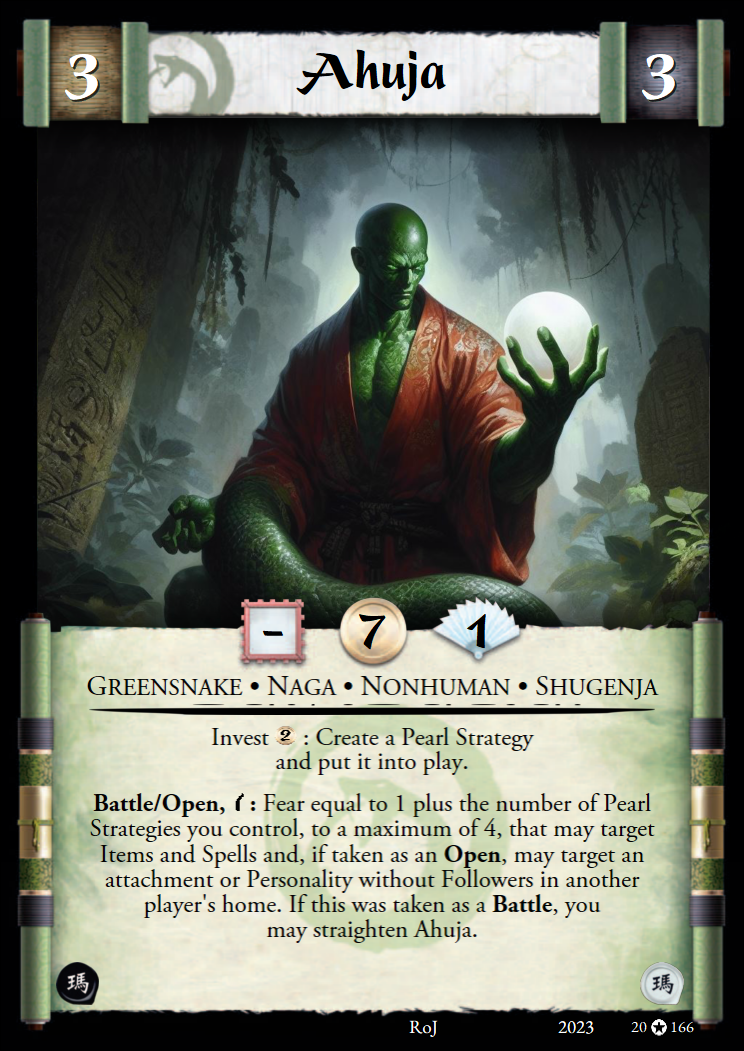 3 Ahuja 3
- 7 1
GREENSNAKE • NAGA • NONHUMAN • SHUGENJA
Invest 2 : Create a Pearl Strategy
and put it into play.
Battle/Open, : Fear equal to 1 plus the number of Pearl
Strategies you control, to a maximum of 4, that may target
Items and Spells and, if taken as an Open, may target an
attachment or Personality without Followers in another
player's home. If this was taken as a Battle, you
may straighten Ahuja.
瑪 瑪
RoJ 2023 20 166